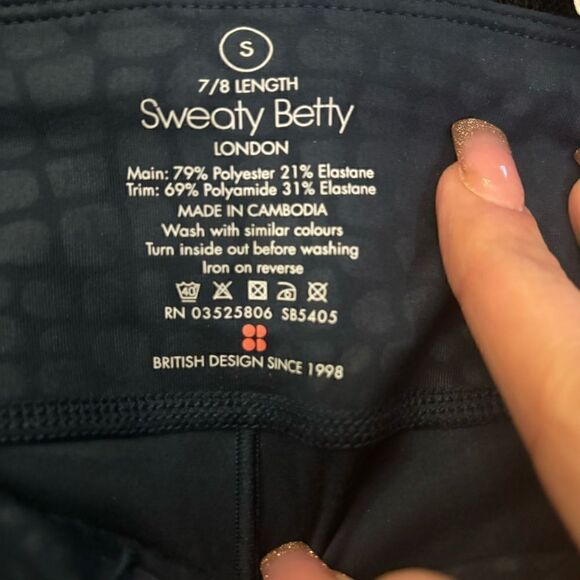 S
7/8 LENGTH
Sweaty Betty
LONDON
Main: 79% Polyester 21% Elastane
Trim: 69% Polyamide 31% Elastane
MADE IN CAMBODIA
Wash with similar colours
Turn inside out before washing
Iron on reverse
40
RN 03525806 SB5405
BRITISH DESIGN SINCE 1998